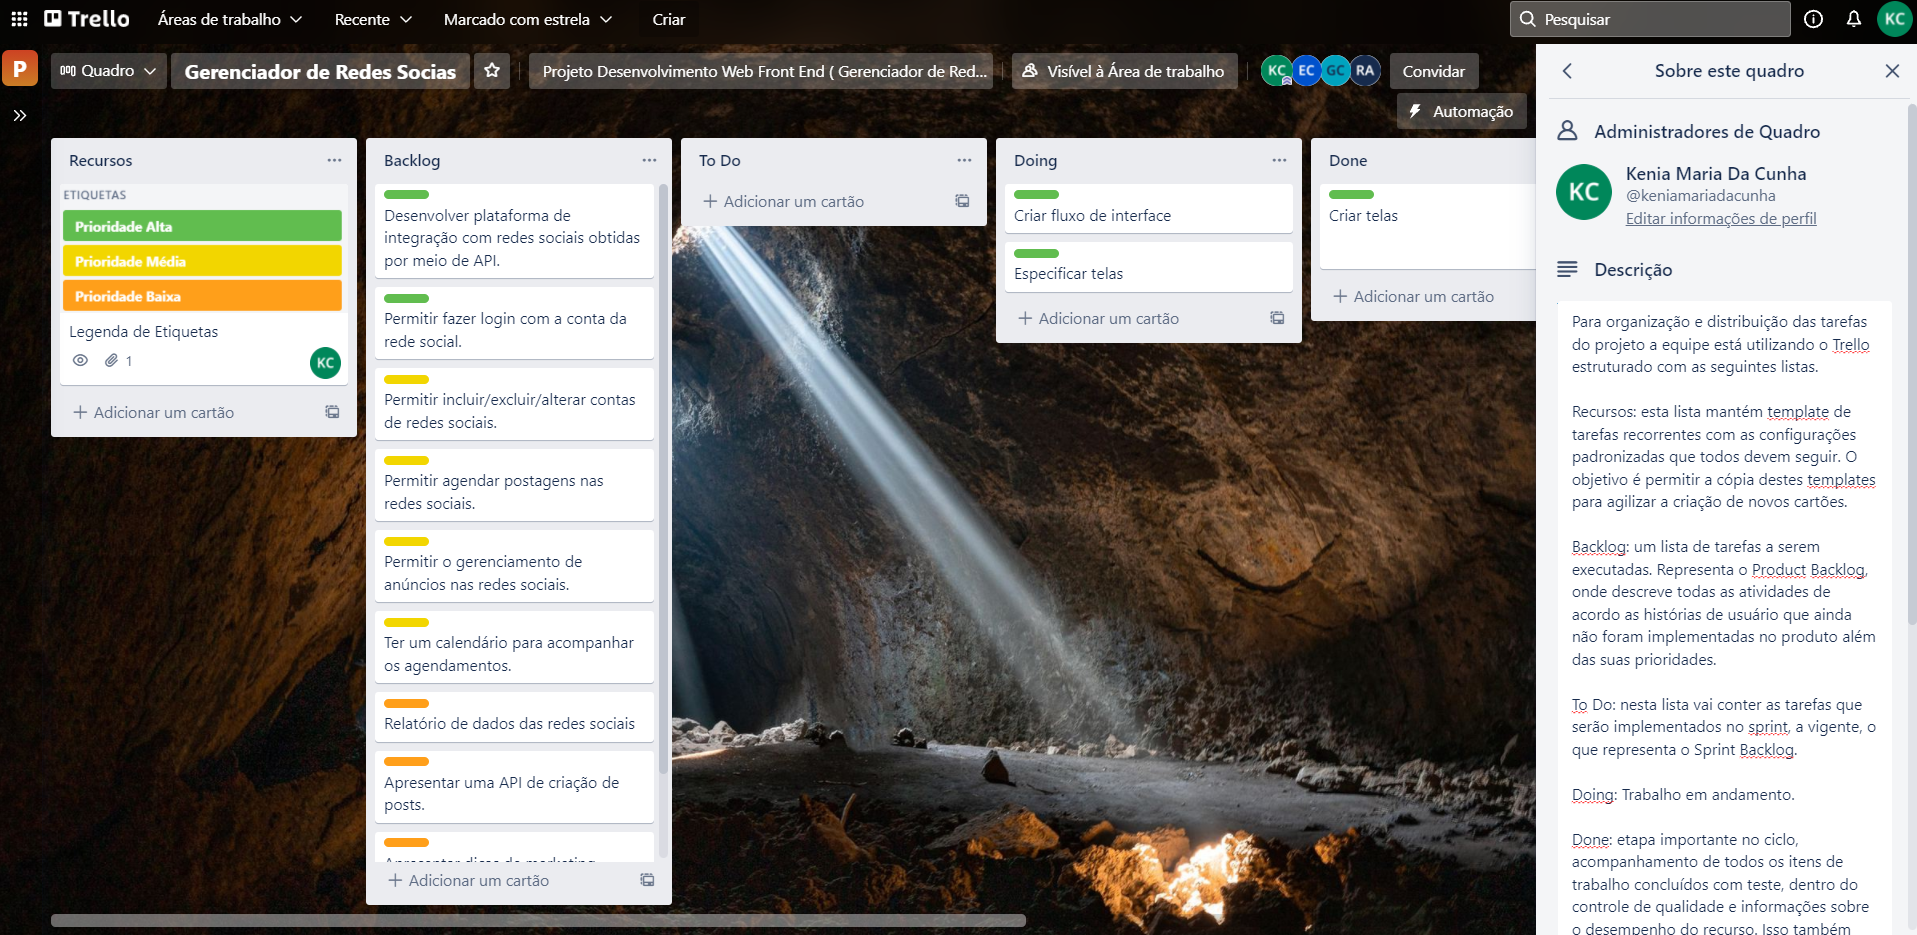 Trello
Áreas de trabalho
Recente
Marcado com estrela
Criar
Pesquisar
KC
P
Quadro
Gerenciador de Redes Socias
Projeto Desenvolvimento Web Front End ( Gerenciador de Red...
Visível à Área de trabalho
KC
EC
GC
RA
Convidar
Automação
Recursos
ETIQUETAS
Prioridade Alta
Prioridade Média
Prioridade Baixa
Legenda de Etiquetas
1
KC
Adicionar um cartão
Backlog
Desenvolver plataforma de
integração com redes sociais obtidas
por meio de API.
Permitir fazer login com a conta da
rede social.
Permitir incluir/excluir/alterar contas
de redes sociais.
Permitir agendar postagens nas
redes sociais.
Permitir o gerenciamento de
anúncios nas redes sociais.
Ter um calendário para acompanhar
os agendamentos.
Relatório de dados das redes sociais
Apresentar uma API de criação de
posts.
Adicionar um cartão
To Do
Adicionar um cartão
Doing
Criar fluxo de interface
Especificar telas
Adicionar um cartão
Done
Criar telas
Adicionar um cartão
Sobre este quadro
Administradores de Quadro
KC
Kenia Maria Da Cunha
@keniamariadacunha
Editar informações de perfil
Descrição
Para organização e distribuição das tarefas
do projeto a equipe está utilizando o Trello
estruturado com as seguintes listas.
Recursos: esta lista mantém template de
tarefas recorrentes com as configurações
padronizadas que todos devem seguir. O
objetivo é permitir a cópia destes templates
para agilizar a criação de novos cartões.
Backlog: um lista de tarefas a serem
executadas. Representa o Product Backlog,
onde descreve todas as atividades de
acordo as histórias de usuário que ainda
não foram implementadas no produto além
das suas prioridades.
To Do: nesta lista vai conter as tarefas que
serão implementados no sprint, a vigente, o
que representa o Sprint Backlog.
Doing: Trabalho em andamento.
Done: etapa importante no ciclo,
acompanhamento de todos os itens de
trabalho concluídos com teste, dentro do
controle de qualidade e informações sobre
o desempenho do recurso. Isso também